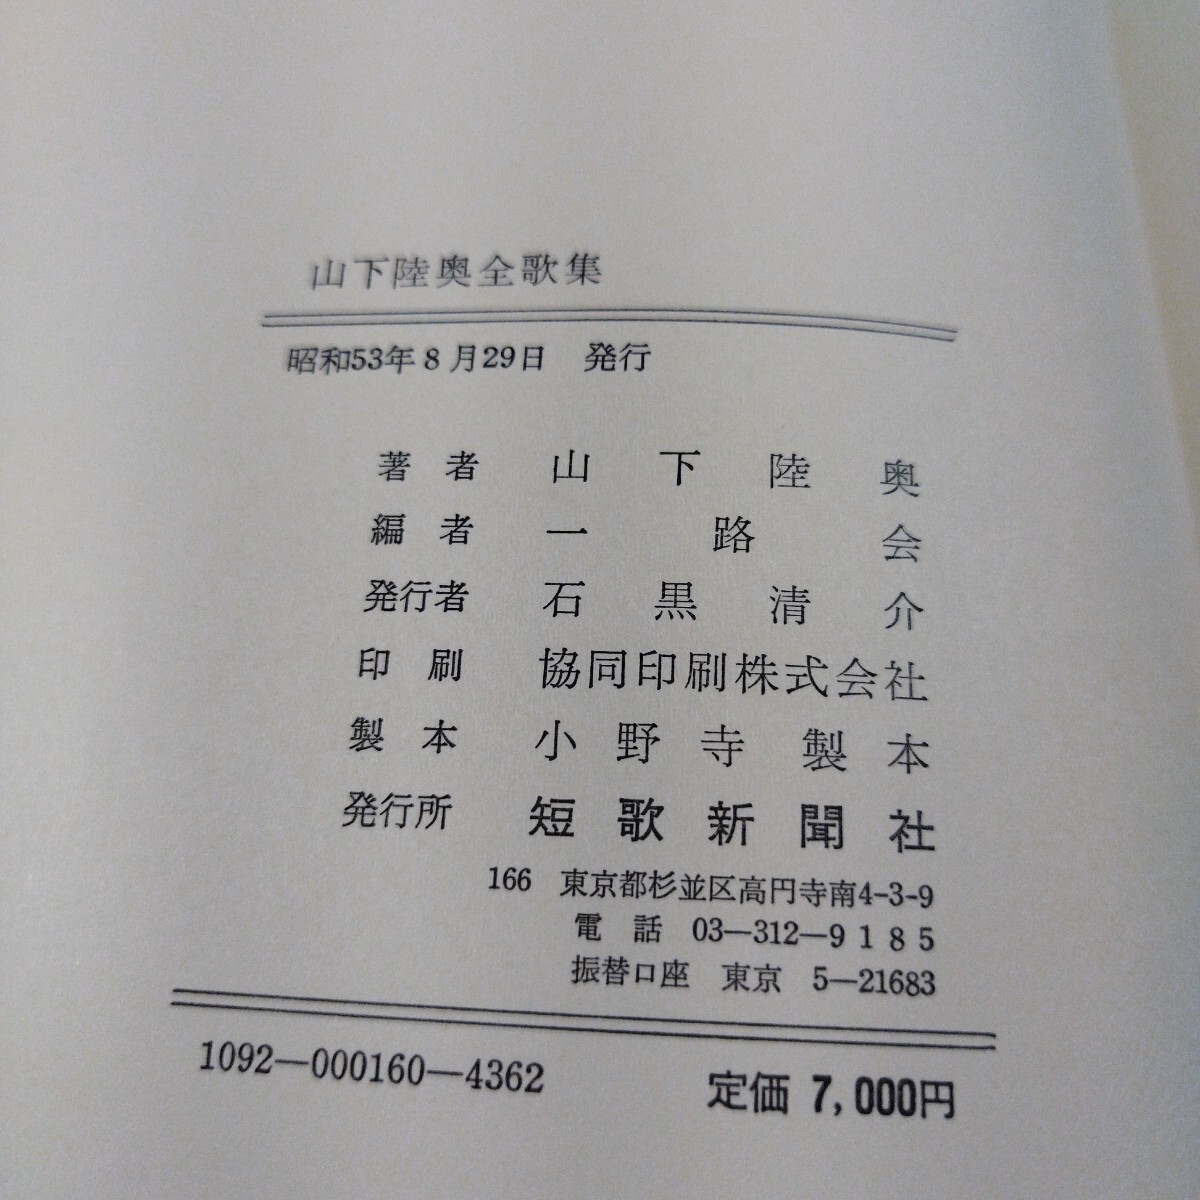 山下陸奥全歌集
昭和53年8月29日 発行
著者 山下陸奥
編者 一路会
発行者 石黒清介
印刷 協同印刷株式会社
製本 小野寺製本
発行所 短歌新聞社
166 東京都杉並区高円寺南4-3-9
電話 03—312—9185
振替口座 東京 5—21683
1092—000160—4362
定価 7,000円